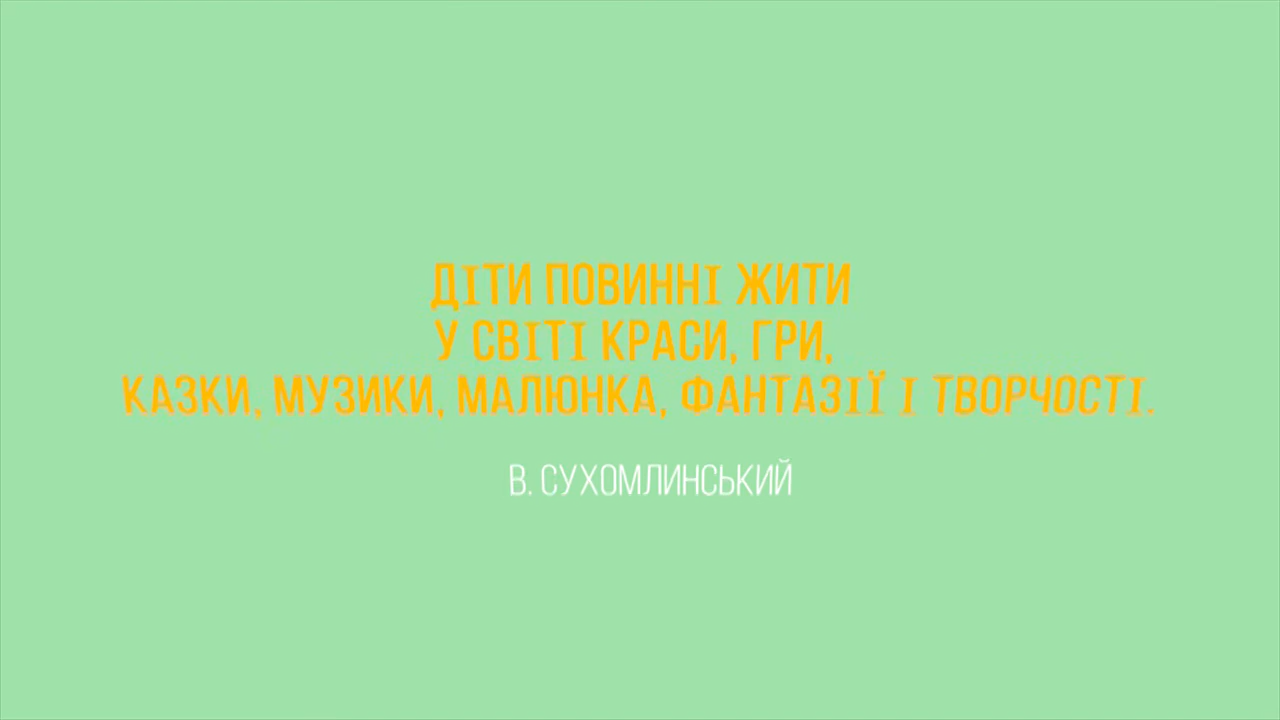 ДІТИ ПОВИННІ ЖИТИ
У СВІТІ КРАСИ, ГРИ,
КАЗКИ, МУЗИКИ, МАЛЮНКА, ФАНТАЗІЇ І ТВОРЧОСТІ.
В. СУХОМЛИНСЬКИЙ